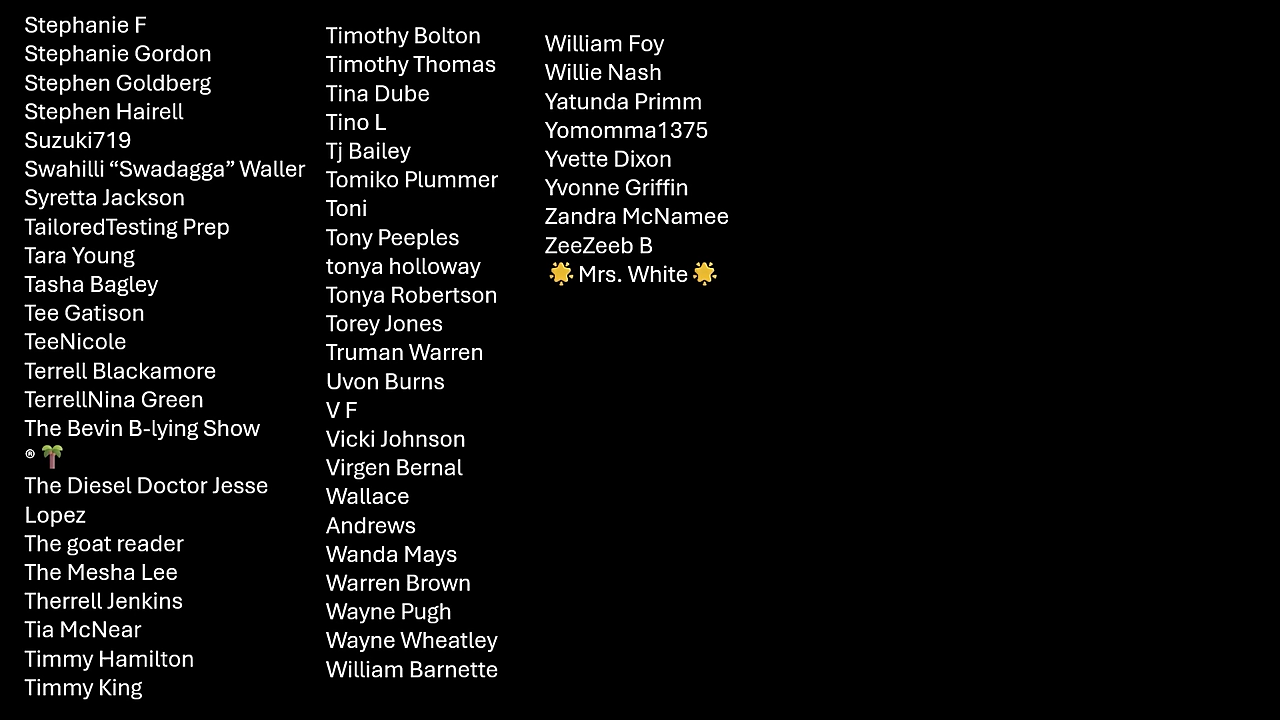 Stephanie F
Stephanie Gordon
Stephen Goldberg
Stephen Hairell
Suzuki719
Swahilli “Swadagga” Waller
Syretta Jackson
TailoredTesting Prep
Tara Young
Tasha Bagley
Tee Gatison
TeeNicole
Terrell Blackamore
TerrellNina Green
The Bevin B-lying Show
® 🌴
The Diesel Doctor Jesse
Lopez
The goat reader
The Mesha Lee
Therrell Jenkins
Tia McNear
Timmy Hamilton
Timmy King
Timothy Bolton
Timothy Thomas
Tina Dube
Tino L
Tj Bailey
Tomiko Plummer
Toni
Tony Peeples
tonya holloway
Tonya Robertson
Torey Jones
Truman Warren
Uvon Burns
V F
Vicki Johnson
Virgen Bernal
Wallace
Andrews
Wanda Mays
Warren Brown
Wayne Pugh
Wayne Wheatley
William Barnette
William Foy
Willie Nash
Yatunda Primm
Yomomma1375
Yvette Dixon
Yvonne Griffin
Zandra McNamee
ZeeZeeb B
🌟 Mrs. White 🌟